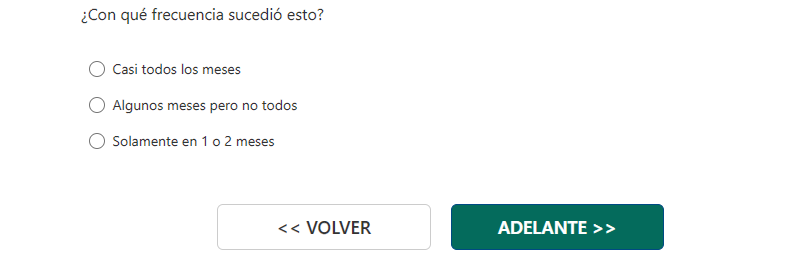 ¿Con qué frecuencia sucedió esto?
Casi todos los meses
Algunos meses pero no todos
Solamente en 1 o 2 meses
<< VOLVER
ADELANTE >>